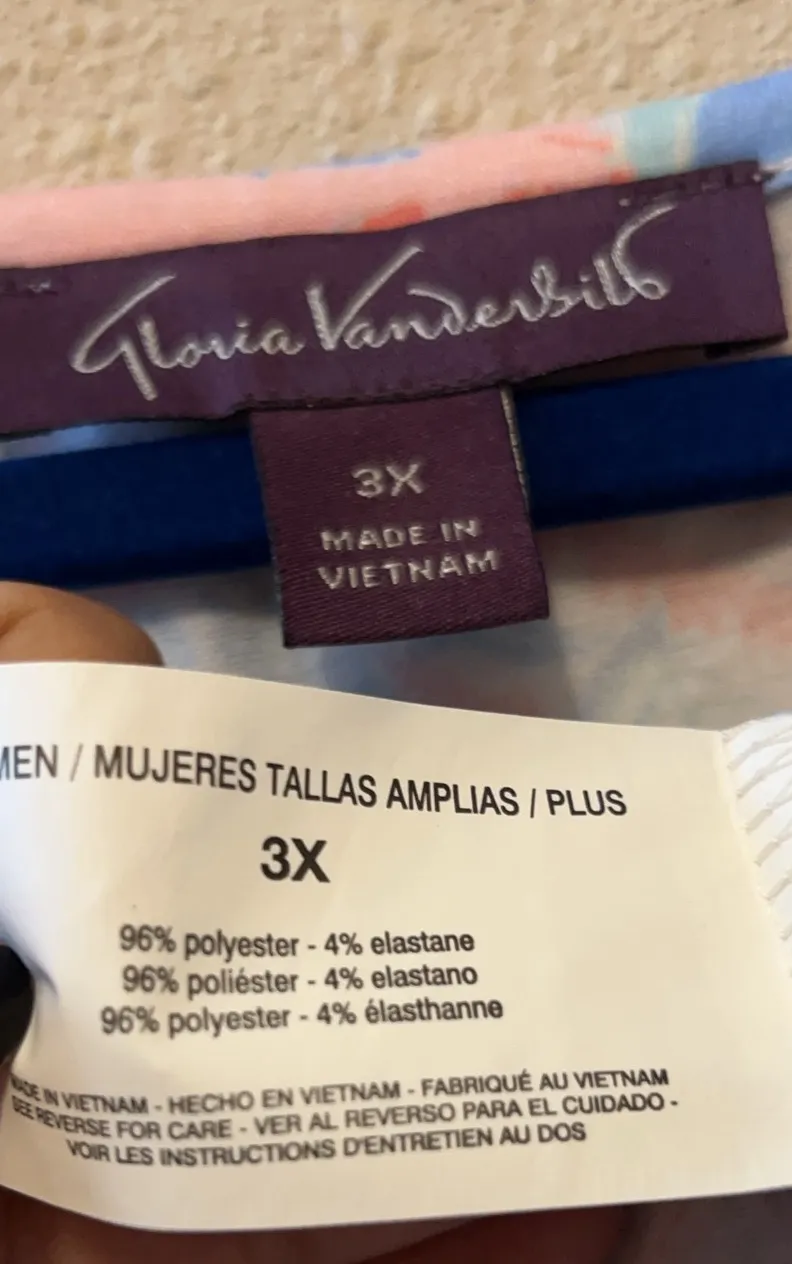 Gloria Vanderbilt
3X
MADE IN
VIETNAM
MUJERES TALLAS AMPLIAS / PLUS
3X
96% polyester - 4% elastane
96% poliéster - 4% elastano
96% polyester - 4% élasthanne
MADE IN VIETNAM - HECHO EN VIETNAM - FABRIQUÉ AU VIETNAM
SEE REVERSE FOR CARE - VER AL REVERSO PARA EL CUIDADO -
VOIR LES INSTRUCTIONS D'ENTRETIEN AU DOS